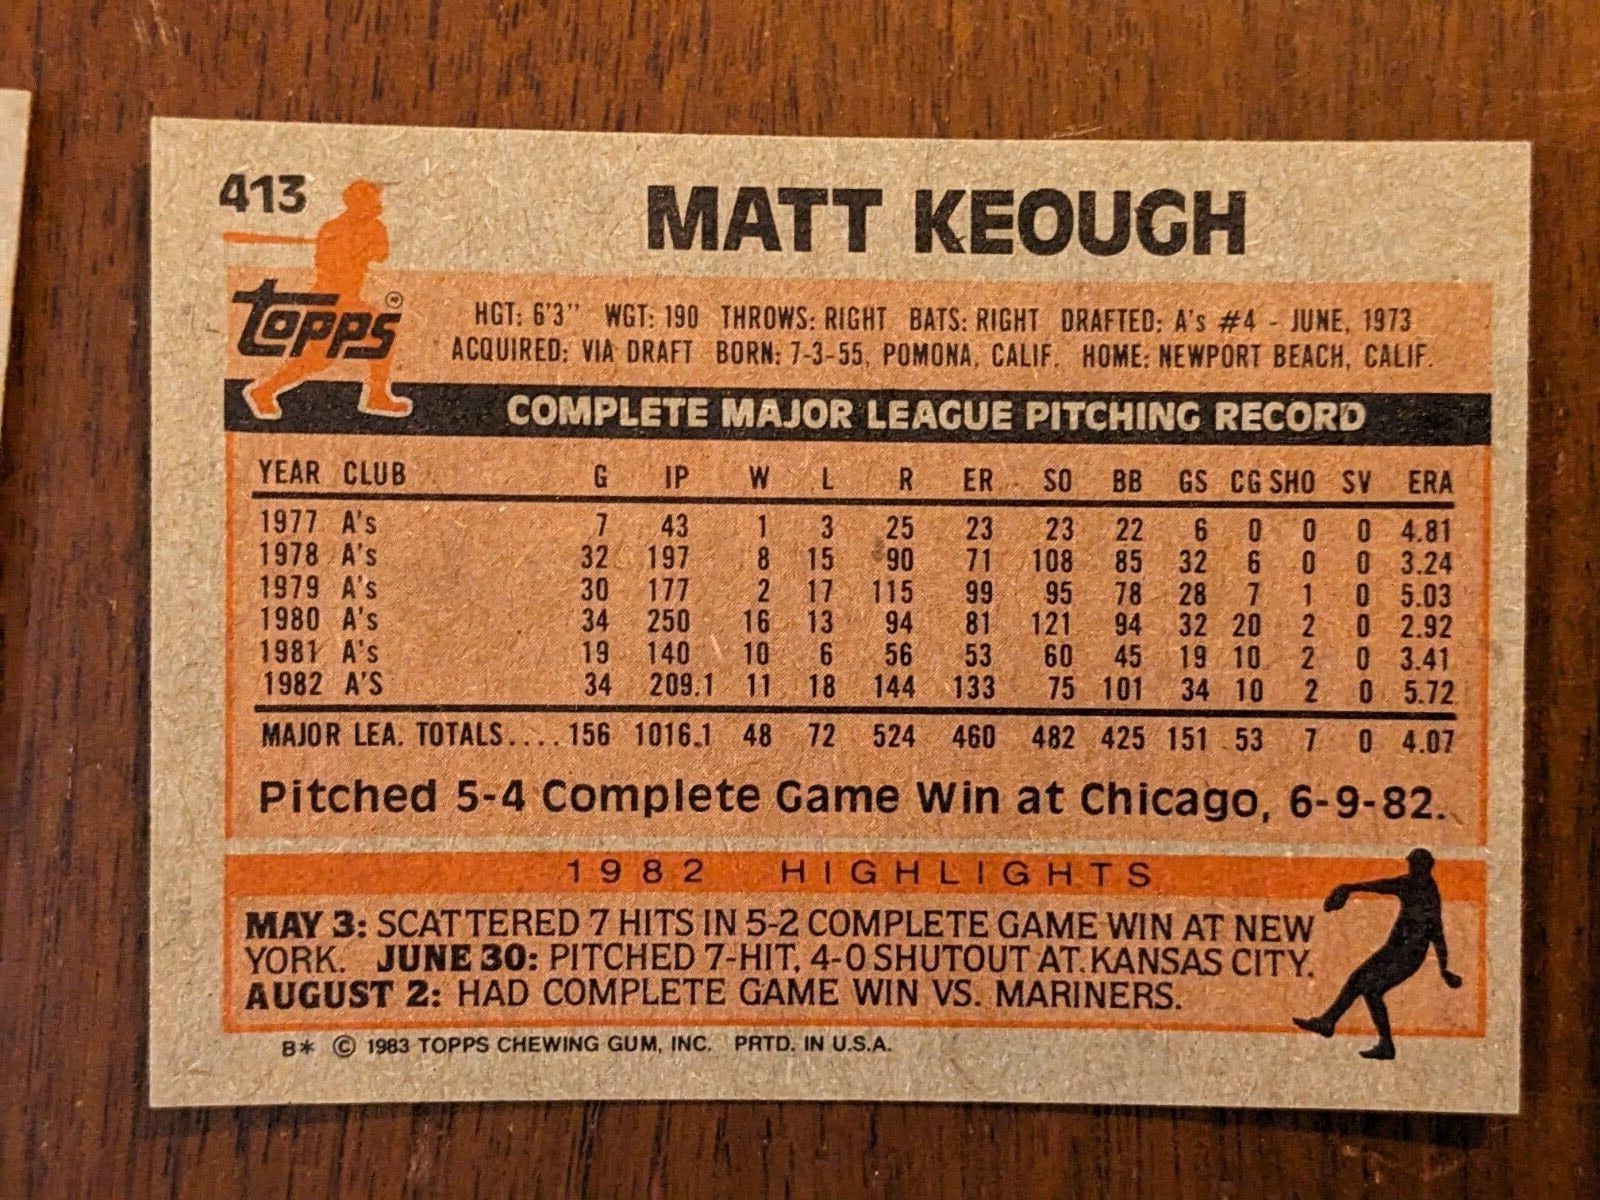 413
MATT KEOUGH
Topps®
HGT: 6'3" WGT: 190 THROWS: RIGHT BATS: RIGHT DRAFTED: A's #4 - JUNE, 1973
ACQUIRED: VIA DRAFT BORN: 7-3-55, POMONA, CALIF. HOME: NEWPORT BEACH, CALIF.
COMPLETE MAJOR LEAGUE PITCHING RECORD
YEAR CLUB G IP W L R ER SO BB GS CG SHO SV ERA
1977 A's 7 43 1 3 25 23 23 22 6 0 0 0 4.81
1978 A's 32 197 8 15 90 71 108 85 32 6 0 0 3.24
1979 A's 30 177 2 17 115 99 95 78 28 7 1 0 5.03
1980 A's 34 250 16 13 94 81 121 94 32 20 2 0 2.92
1981 A's 19 140 10 6 56 53 60 45 19 10 2 0 3.41
1982 A'S 34 209.1 11 18 144 133 75 101 34 10 2 0 5.72
MAJOR LEA. TOTALS.... 156 1016.1 48 72 524 460 482 425 151 53 7 0 4.07
Pitched 5-4 Complete Game Win at Chicago, 6-9-82.
1982 HIGHLIGHTS
MAY 3: SCATTERED 7 HITS IN 5-2 COMPLETE GAME WIN AT NEW
YORK. JUNE 30: PITCHED 7-HIT, 4-0 SHUTOUT AT KANSAS CITY.
AUGUST 2: HAD COMPLETE GAME WIN VS. MARINERS.
B* © 1983 TOPPS CHEWING GUM, INC. PRTD. IN U.S.A.